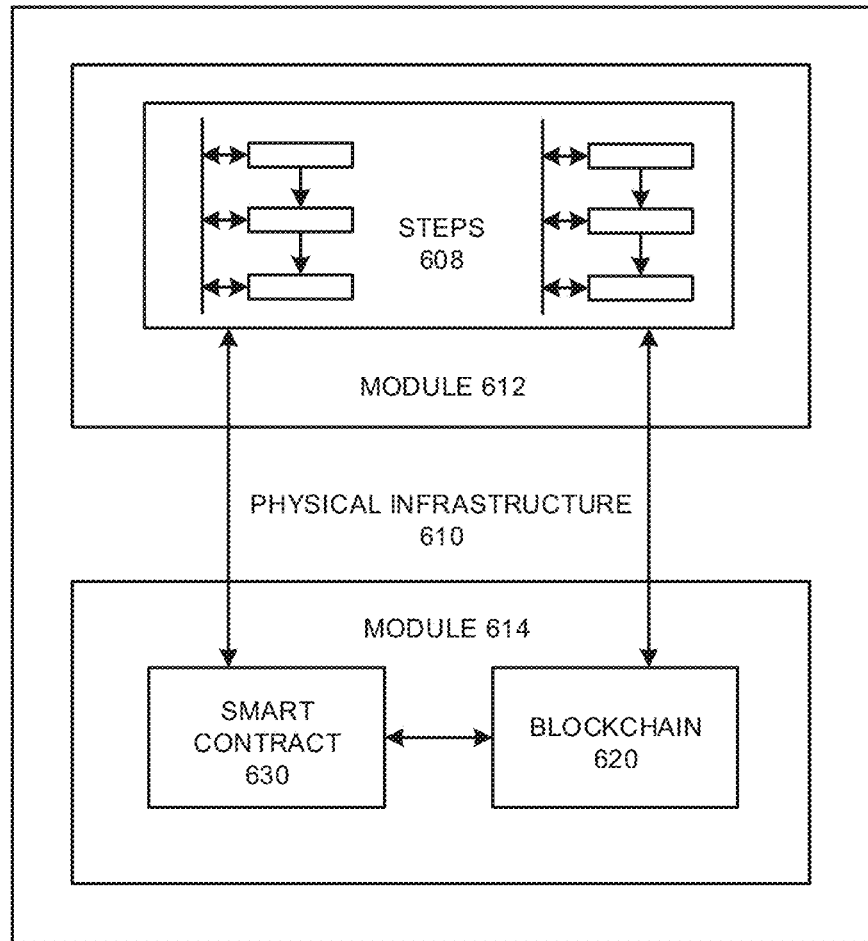 STEPS
608
MODULE 612
PHYSICAL INFRASTRUCTURE
610
MODULE 614
SMART
CONTRACT
630
BLOCKCHAIN
620